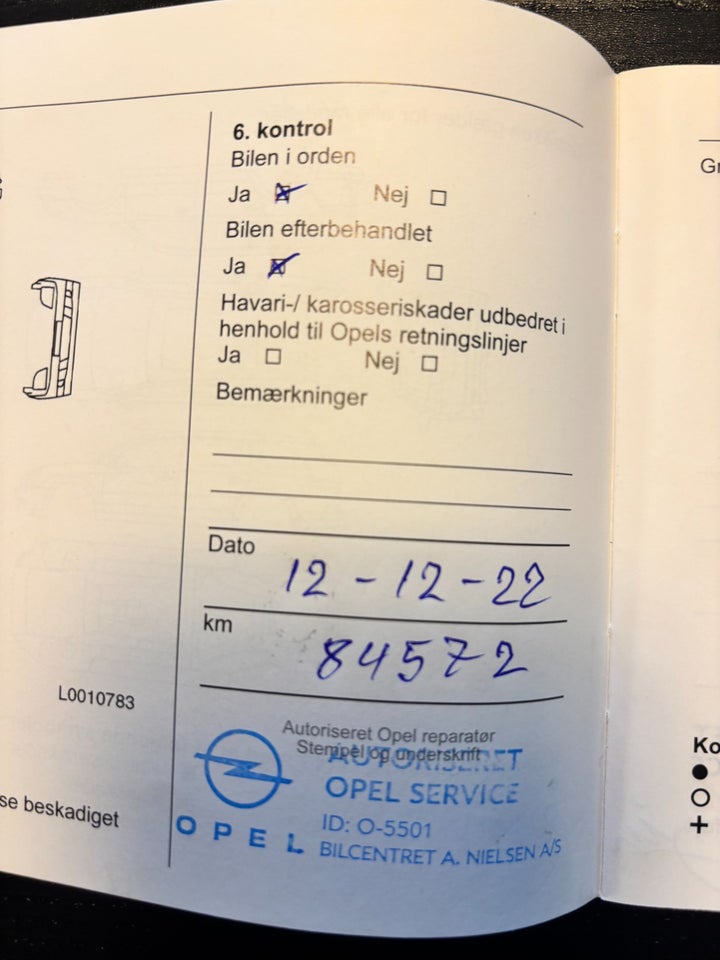 6. kontrol
Bilen i orden
Ja Nej
Bilen efterbehandlet
Ja Nej
Havari-/ karosseriskader udbedret i
henhold til Opels retningslinjer
Ja Nej
Bemærkninger
Dato
12-12-22
km
84572
L0010783
se beskadiget
Autoriseret Opel reparatør
Stempel og underskrift
AUTORISERET
OPEL SERVICE
ID: O-5501
BILCENTRET A. NIELSEN A/S
OPEL
Gr
Ko